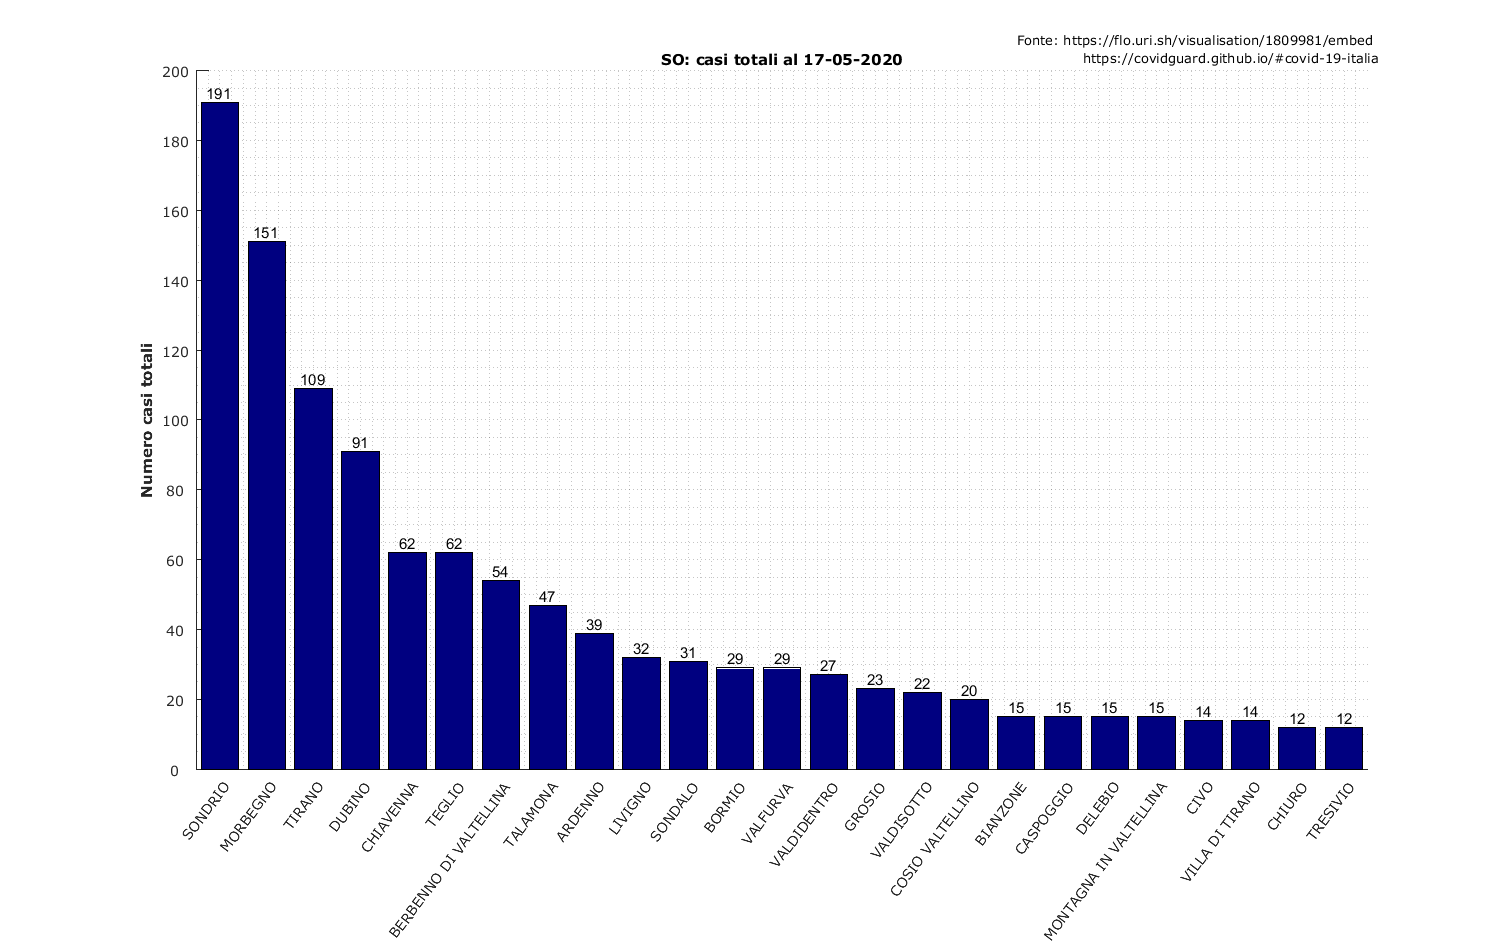 Fonte: https://flo.uri.sh/visualisation/1809981/embed
https://covidguard.github.io/#covid-19-italia
SO: casi totali al 17-05-2020
Numero casi totali
200
180
160
140
120
100
80
60
40
20
0
191
151
109
91
62
62
54
47
39
32
31
29
29
27
23
22
20
15
15
15
15
14
14
12
12
SONDRIO
MORBEGNO
TIRANO
DUBINO
CHIAVENNA
TEGLIO
BERBENNO DI VALTELLINA
TALAMONA
ARDENNO
LIVIGNO
SONDALO
BORMIO
VALFURVA
VALDIDENTRO
GROSIO
VALDISOTTO
COSIO VALTELLINO
BIANZONE
CASPOGGIO
DELEBIO
MONTAGNA IN VALTELLINA
CIVO
VILLA DI TIRANO
CHIURO
TRESIVIO